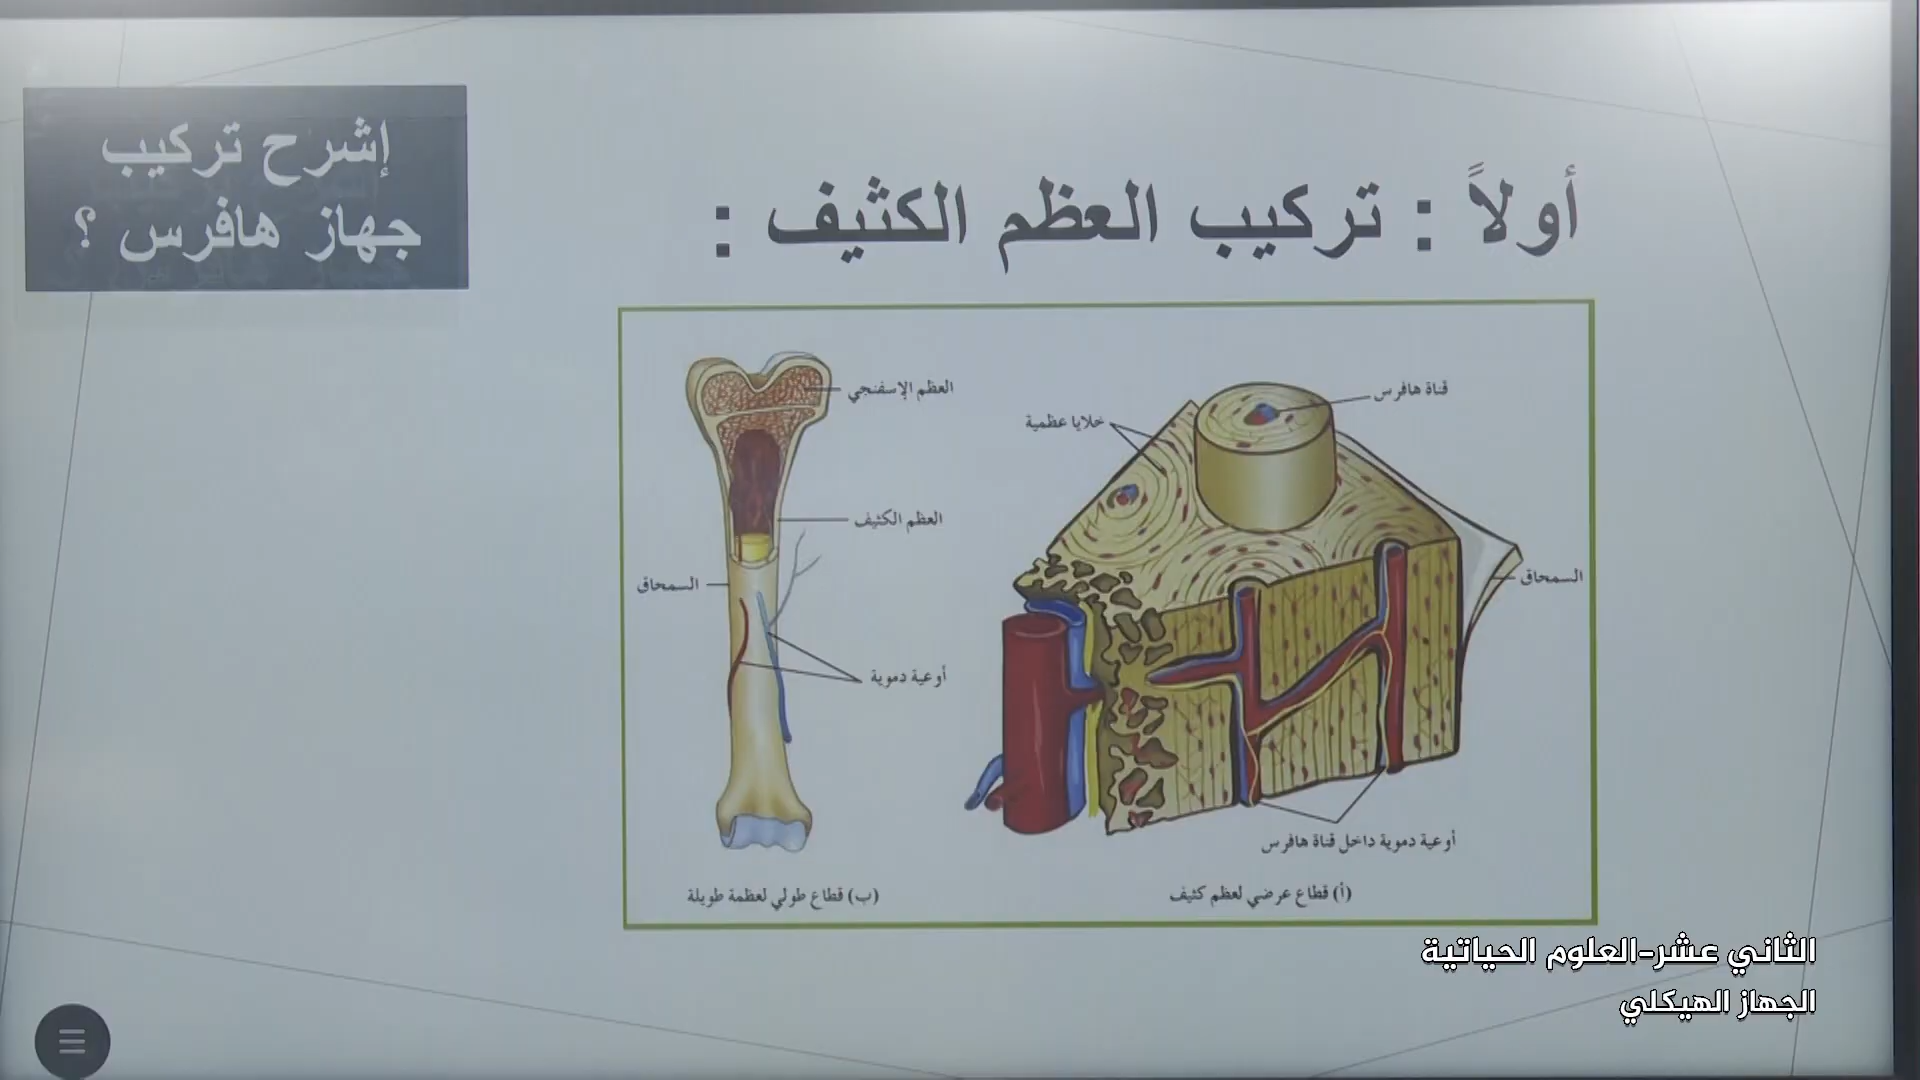 إشرح تركيب
جهاز هافرس ؟
أولاً : تركيب العظم الكثيف :
قناة هافرس
خلايا عظمية
السمحاق
أوعية دموية داخل قناة هافرس
(أ) قطاع عرضي لعظم كثيف
العظم الإسفنجي
العظم الكثيف
السمحاق
أوعية دموية
(ب) قطاع طولي لعظمة طويلة
الثاني عشر-العلوم الحياتية
الجهاز الهيكلي